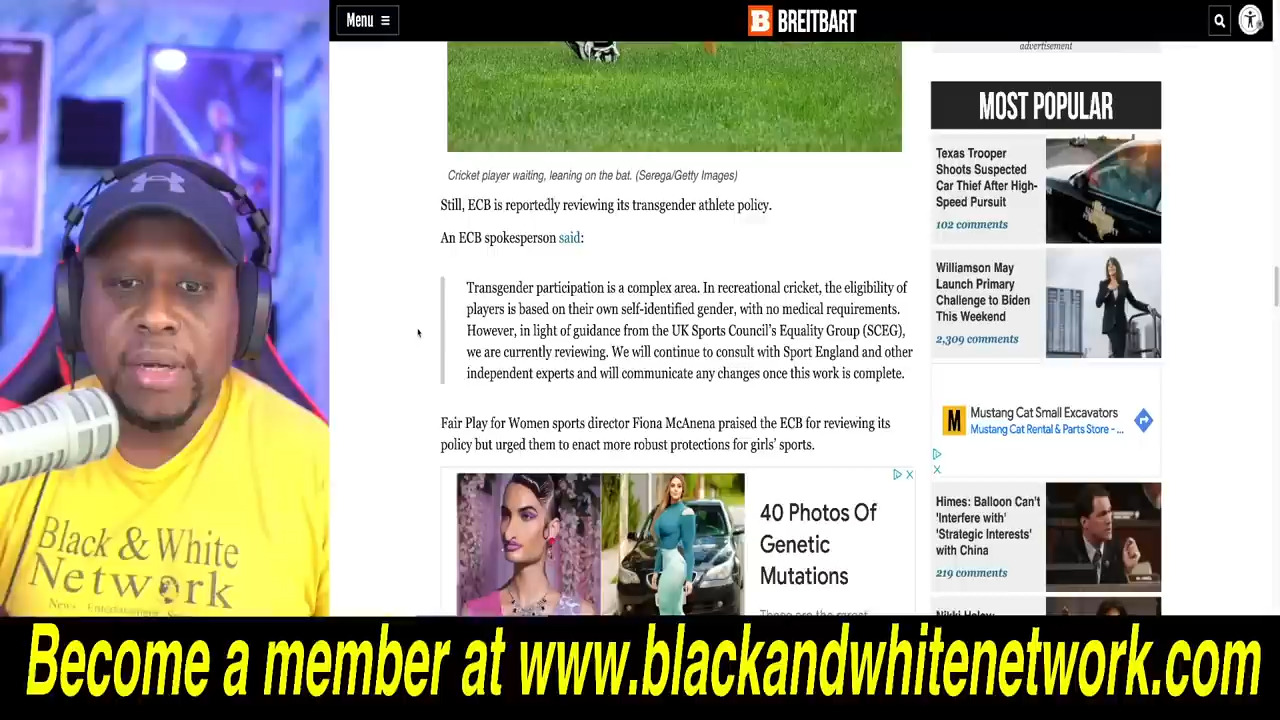 Menu
BREITBART
advertisement
Cricket player waiting, leaning on the bat. (Serega/Getty Images)
Still, ECB is reportedly reviewing its transgender athlete policy.
An ECB spokesperson said:
Transgender participation is a complex area. In recreational cricket, the eligibility of
players is based on their own self-identified gender, with no medical requirements.
However, in light of guidance from the UK Sports Council's Equality Group (SCEG),
we are currently reviewing. We will continue to consult with Sport England and other
independent experts and will communicate any changes once this work is complete.
Fair Play for Women sports director Fiona McAnena praised the ECB for reviewing its
policy but urged them to enact more robust protections for girls' sports.
40 Photos Of
Genetic
Mutations
These are the rarest
MOST POPULAR
Texas Trooper
Shoots Suspected
Car Thief After High-
Speed Pursuit
102 comments
Williamson May
Launch Primary
Challenge to Biden
This Weekend
2,309 comments
M
Mustang Cat Small Excavators
Mustang Cat Rental & Parts Store - ...
Himes: Balloon Can't
'Interfere with'
'Strategic Interests'
with China
219 comments
Nikki Haley:
Black & White
Network
News Entertainment
Become a member at www.blackandwhitenetwork.com